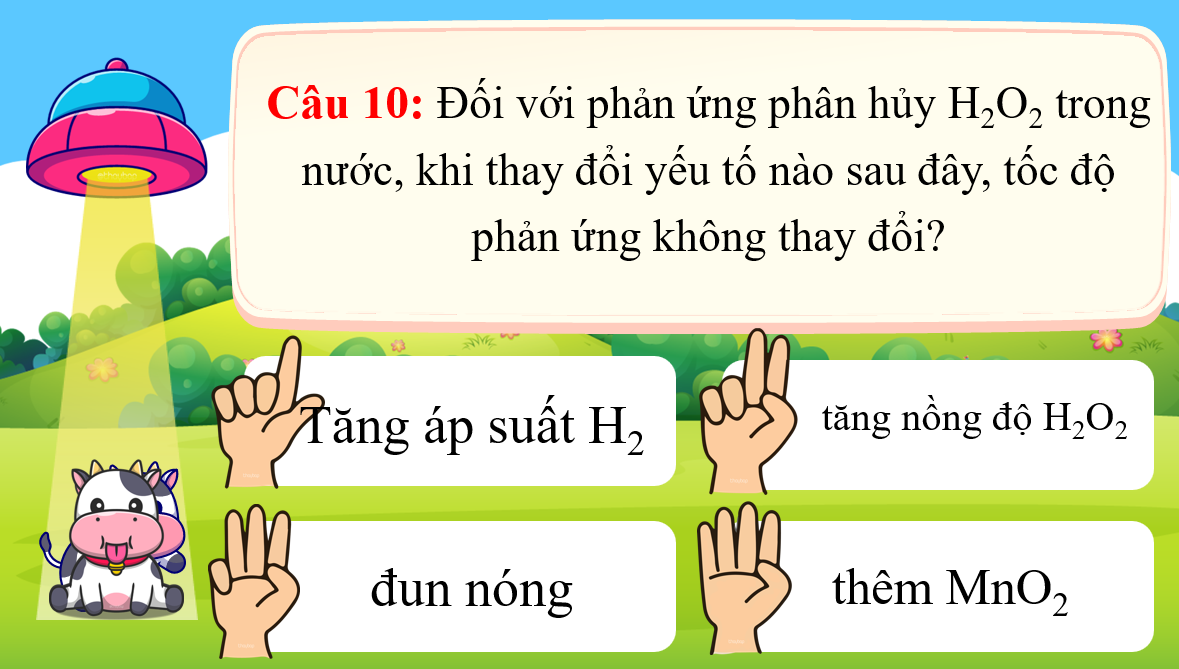 Câu 10: Đối với phản ứng phân hủy H₂O₂ trong
nước, khi thay đổi yếu tố nào sau đây, tốc độ
phản ứng không thay đổi?
Tăng áp suất H₂
tăng nồng độ H₂O₂
đun nóng
thêm MnO₂